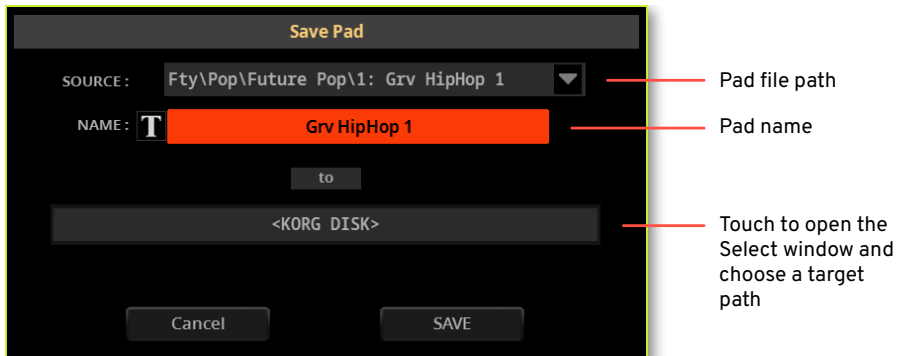 Save Pad
SOURCE: Fty\Pop\Future Pop\1: Grv HipHop 1
Pad file path
NAME: T Grv HipHop 1
Pad name
to
<KORG DISK>
Touch to open the
Select window and
choose a target
path
Cancel SAVE